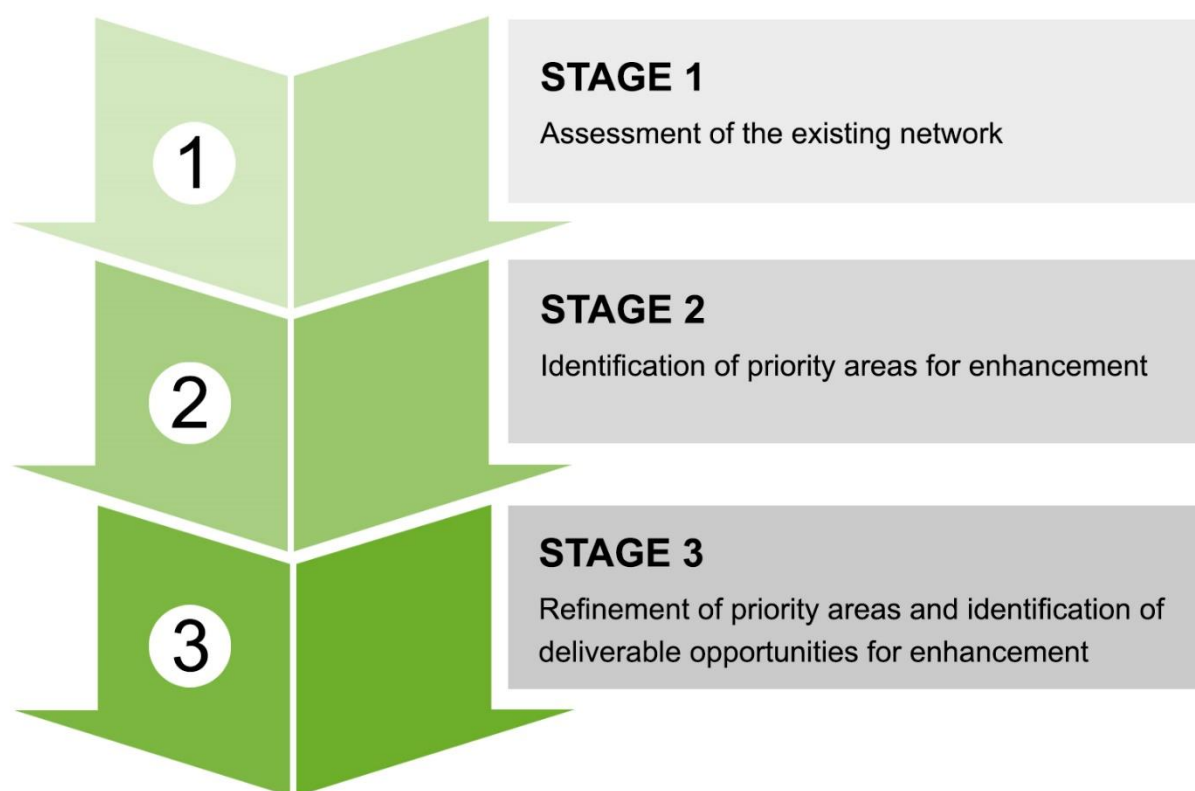 1
STAGE 1
Assessment of the existing network
2
STAGE 2
Identification of priority areas for enhancement
3
STAGE 3
Refinement of priority areas and identification of
deliverable opportunities for enhancement